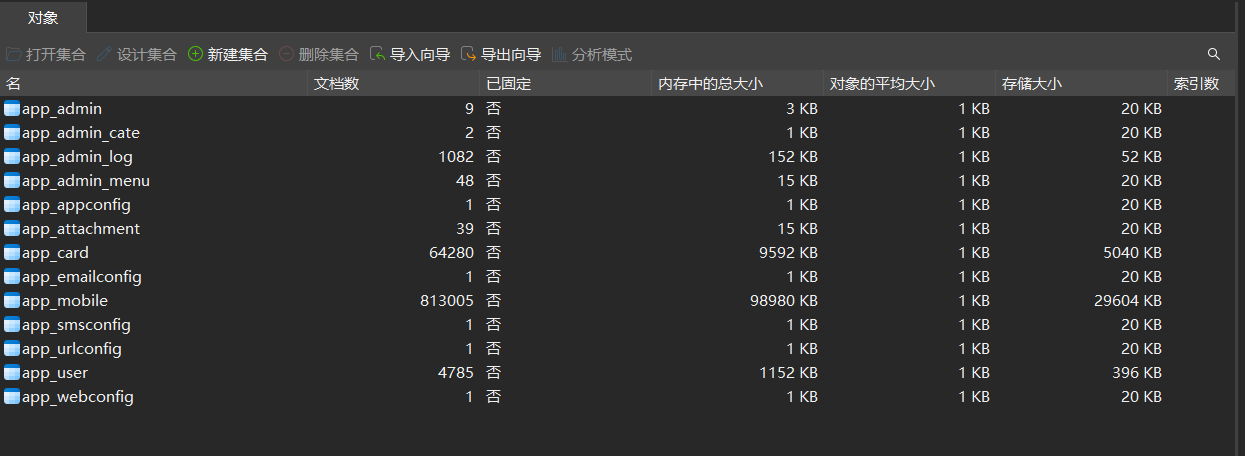 对象
打开集合 设计集合 新建集合 删除集合 导入向导 导出向导 分析模式
名 文档数 已固定 内存中的总大小 对象的平均大小 存储大小 索引数
app_admin 9 否 3 KB 1 KB 20 KB
app_admin_cate 2 否 1 KB 1 KB 20 KB
app_admin_log 1082 否 152 KB 1 KB 52 KB
app_admin_menu 48 否 15 KB 1 KB 20 KB
app_appconfig 1 否 1 KB 1 KB 20 KB
app_attachment 39 否 15 KB 1 KB 20 KB
app_card 64280 否 9592 KB 1 KB 5040 KB
app_emailconfig 1 否 1 KB 1 KB 20 KB
app_mobile 813005 否 98980 KB 1 KB 29604 KB
app_smsconfig 1 否 1 KB 1 KB 20 KB
app_urlconfig 1 否 1 KB 1 KB 20 KB
app_user 4785 否 1152 KB 1 KB 396 KB
app_webconfig 1 否 1 KB 1 KB 20 KB